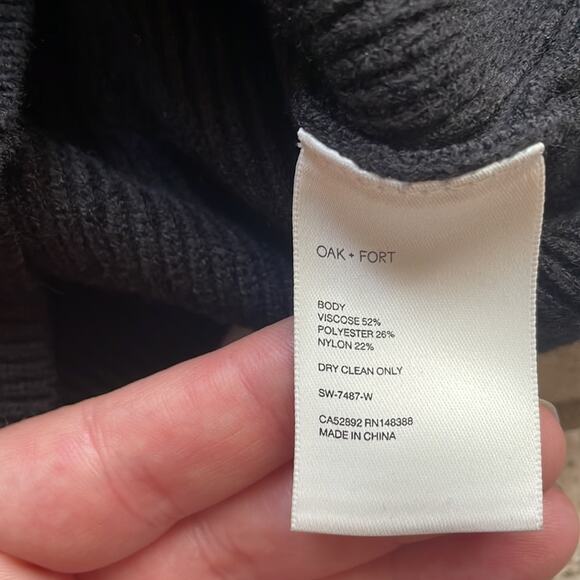 OAK + FORT
BODY
VISCOSE 52%
POLYESTER 26%
NYLON 22%
DRY CLEAN ONLY
SW-7487-W
CA52892 RN148388
MADE IN CHINA